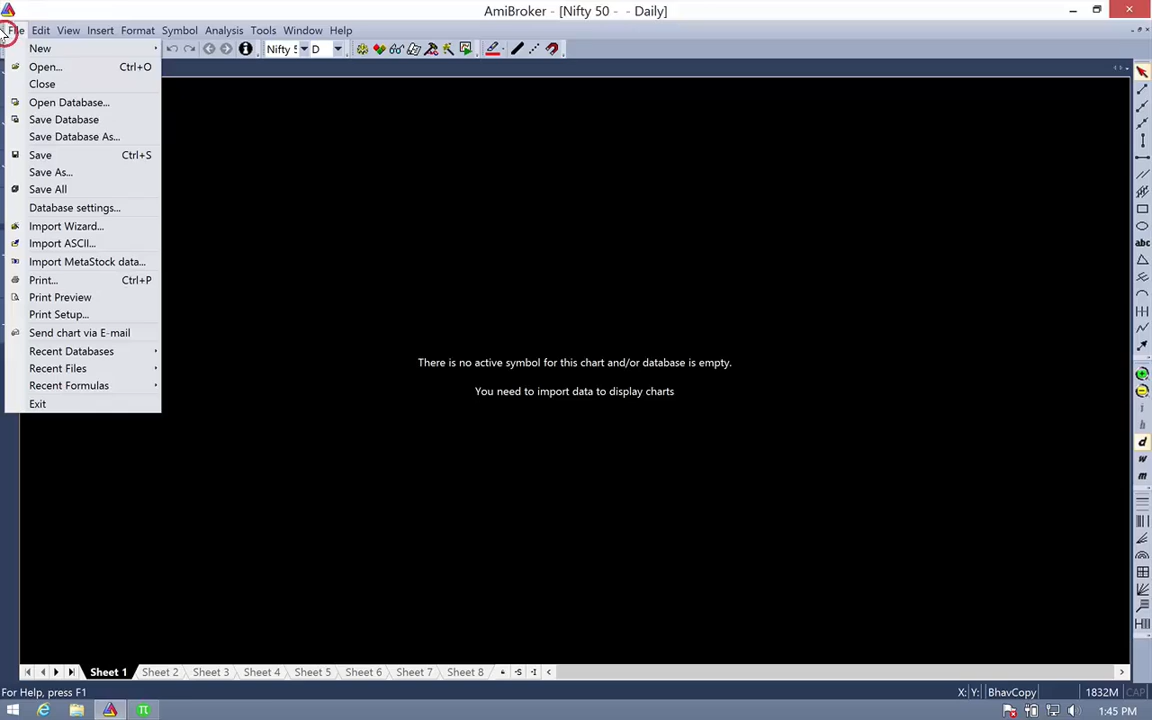 AmiBroker - [Nifty 50 - - Daily]
File Edit View Insert Format Symbol Analysis Tools Window Help
Nifty D
New
Open... Ctrl+O
Close
Open Database...
Save Database
Save Database As...
Save Ctrl+S
Save As...
Save All
Database settings...
Import Wizard...
Import ASCII...
Import MetaStock data...
Print... Ctrl+P
Print Preview
Print Setup...
Send chart via E-mail
Recent Databases
Recent Files
Recent Formulas
Exit
abc
There is no active symbol for this chart and/or database is empty.
You need to import data to display charts
i
h
d
w
m
Sheet 1 Sheet 2 Sheet 3 Sheet 4 Sheet 5 Sheet 6 Sheet 7 Sheet 8
For Help, press F1 X: Y: BhavCopy 1832M CAP
1:45 PM